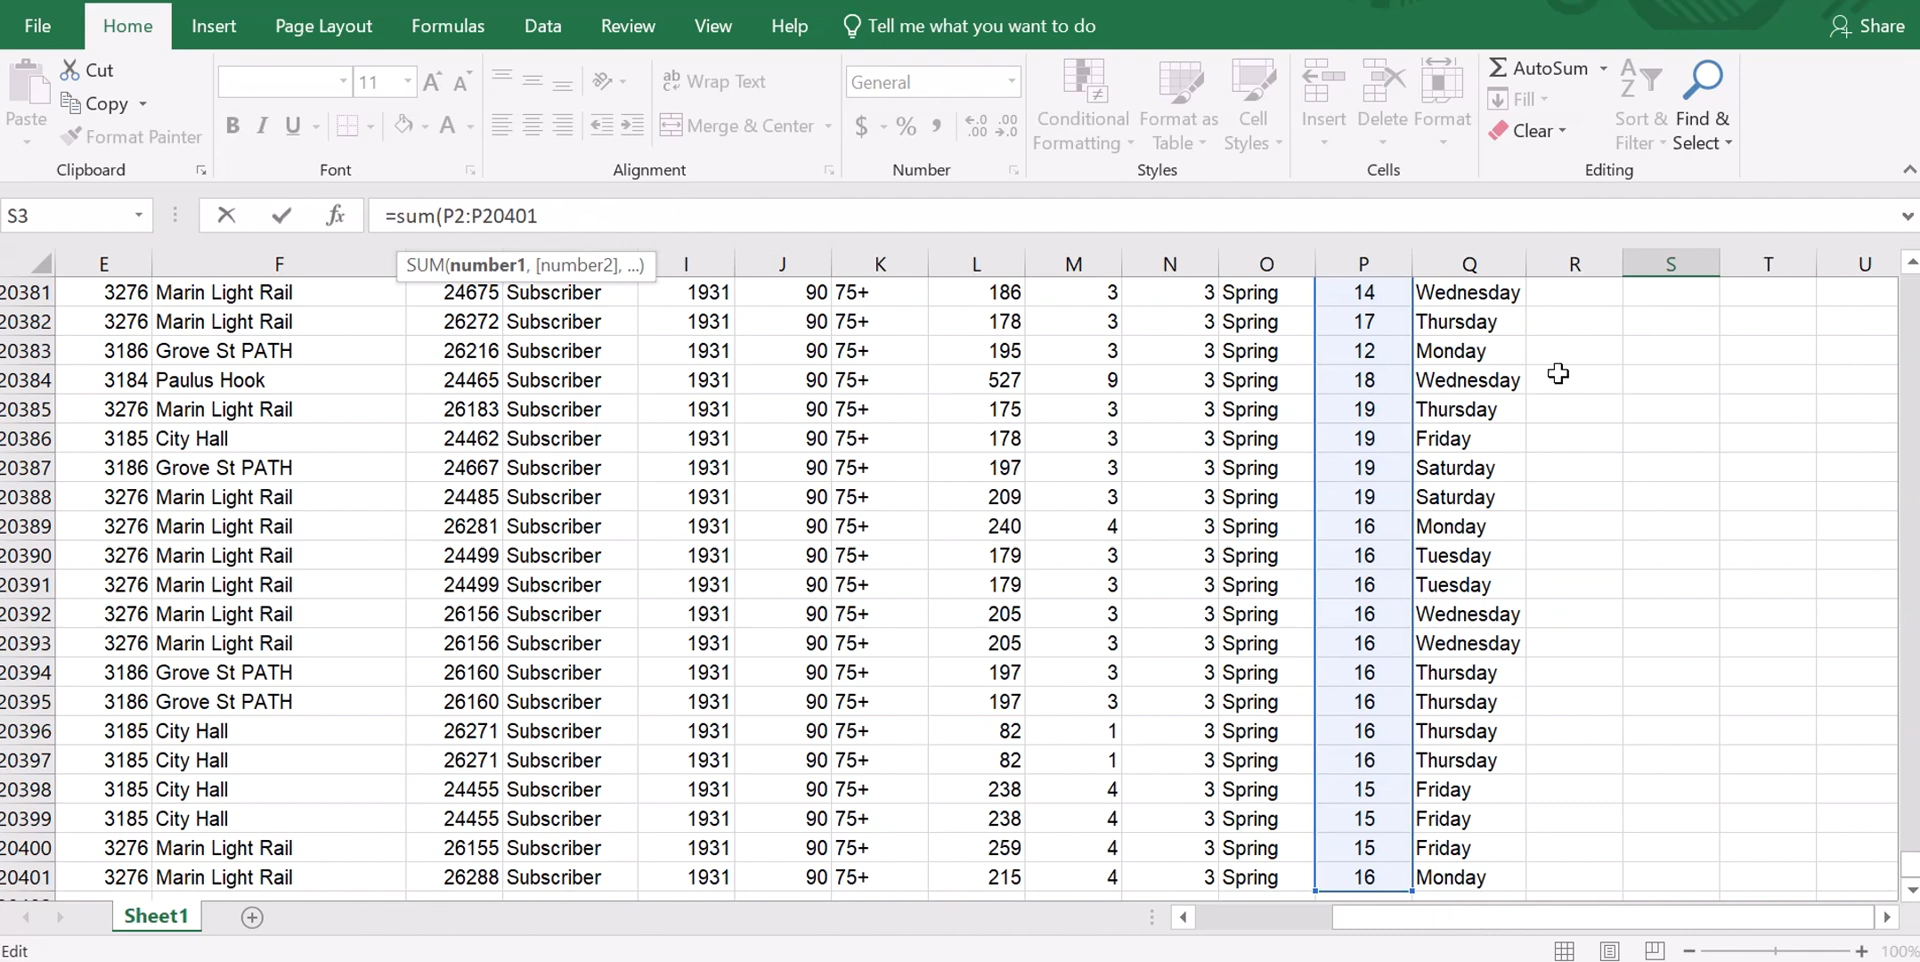 File Home Insert Page Layout Formulas Data Review View Help Tell me what you want to do Share
Cut
Copy
Format Painter
Paste
Clipboard
11
B I U A
Font
ab Wrap Text
Merge & Center
Alignment
General
$ % , .00 .00
Number
Conditional Formatting
Format as Table
Cell Styles
Styles
Insert Delete Format
Cells
AutoSum
Fill
Clear
Sort & Filter
Find & Select
Editing
S3 fx =sum(P2:P20401
SUM(number1, [number2], ...)
E F I J K L M N O P Q R S T U
20381 3276 Marin Light Rail 24675 Subscriber 1931 90 75+ 186 3 3 Spring 14 Wednesday
20382 3276 Marin Light Rail 26272 Subscriber 1931 90 75+ 178 3 3 Spring 17 Thursday
20383 3186 Grove St PATH 26216 Subscriber 1931 90 75+ 195 3 3 Spring 12 Monday
20384 3184 Paulus Hook 24465 Subscriber 1931 90 75+ 527 9 3 Spring 18 Wednesday
20385 3276 Marin Light Rail 26183 Subscriber 1931 90 75+ 175 3 3 Spring 19 Thursday
20386 3185 City Hall 24462 Subscriber 1931 90 75+ 178 3 3 Spring 19 Friday
20387 3186 Grove St PATH 24667 Subscriber 1931 90 75+ 197 3 3 Spring 19 Saturday
20388 3276 Marin Light Rail 24485 Subscriber 1931 90 75+ 209 3 3 Spring 19 Saturday
20389 3276 Marin Light Rail 26281 Subscriber 1931 90 75+ 240 4 3 Spring 16 Monday
20390 3276 Marin Light Rail 24499 Subscriber 1931 90 75+ 179 3 3 Spring 16 Tuesday
20391 3276 Marin Light Rail 24499 Subscriber 1931 90 75+ 179 3 3 Spring 16 Tuesday
20392 3276 Marin Light Rail 26156 Subscriber 1931 90 75+ 205 3 3 Spring 16 Wednesday
20393 3276 Marin Light Rail 26156 Subscriber 1931 90 75+ 205 3 3 Spring 16 Wednesday
20394 3186 Grove St PATH 26160 Subscriber 1931 90 75+ 197 3 3 Spring 16 Thursday
20395 3186 Grove St PATH 26160 Subscriber 1931 90 75+ 197 3 3 Spring 16 Thursday
20396 3185 City Hall 26271 Subscriber 1931 90 75+ 82 1 3 Spring 16 Thursday
20397 3185 City Hall 26271 Subscriber 1931 90 75+ 82 1 3 Spring 16 Thursday
20398 3185 City Hall 24455 Subscriber 1931 90 75+ 238 4 3 Spring 15 Friday
20399 3185 City Hall 24455 Subscriber 1931 90 75+ 238 4 3 Spring 15 Friday
20400 3276 Marin Light Rail 26155 Subscriber 1931 90 75+ 259 4 3 Spring 15 Friday
20401 3276 Marin Light Rail 26288 Subscriber 1931 90 75+ 215 4 3 Spring 16 Monday
Sheet1
Edit 100%